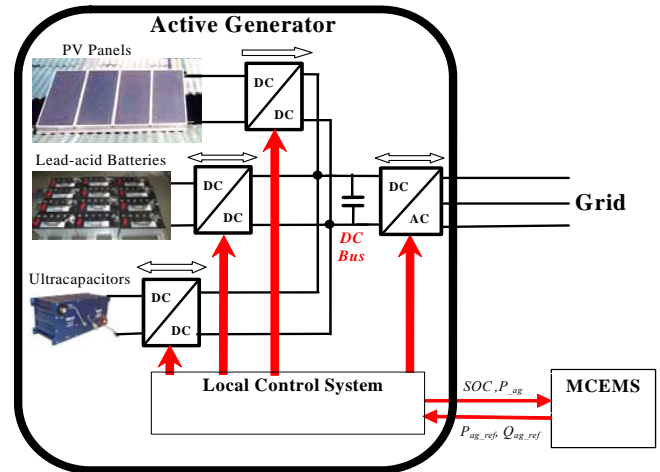 Active Generator
PV Panels
DC
DC
Lead-acid Batteries
DC
DC
DC
AC
Grid
DC
Bus
Ultracapacitors
DC
DC
Local Control System
SOC ,P_ag
P_ag_ref, Q_ag_ref
MCEMS